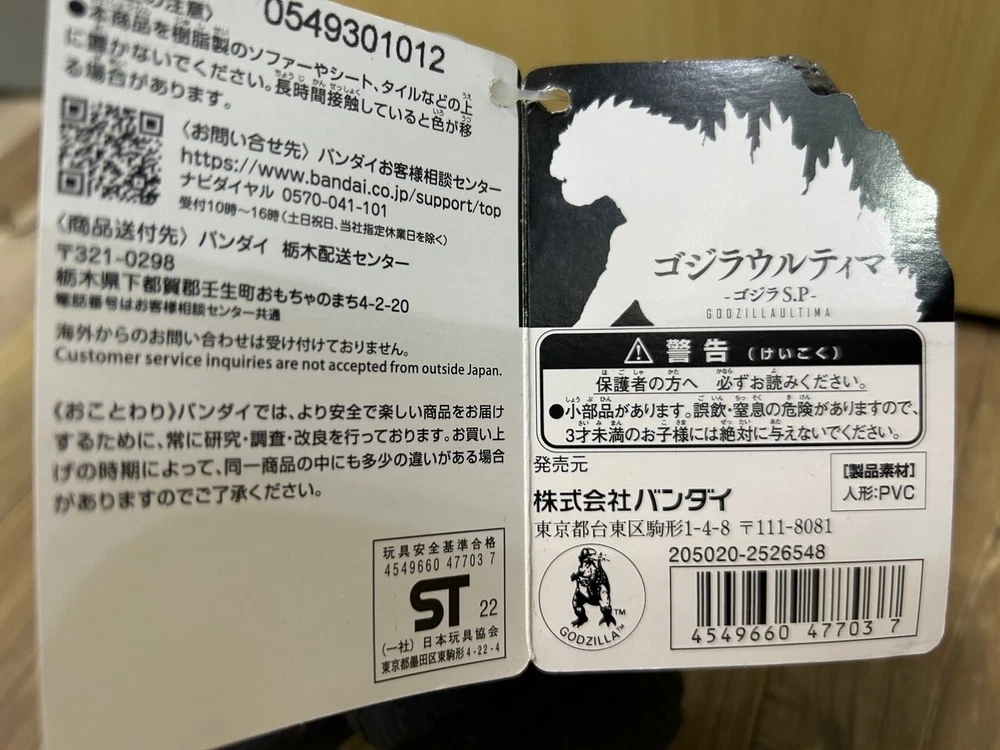 の注意〉
0549301012
●本商品を樹脂製のソファーやシート、タイルなどの上
に置かないでください。長時間接触していると色が移
る場合があります。
〈お問い合せ先〉バンダイお客様相談センター
https://www.bandai.co.jp/support/top
ナビダイヤル 0570-041-101
受付10時〜16時(土日祝日、当社指定休業日を除く)
〈商品送付先〉バンダイ 栃木配送センター
〒321-0298
栃木県下都賀郡壬生町おもちゃのまち4-2-20
電話番号はお客様相談センター共通
海外からのお問い合わせは受け付けておりません。
Customer service inquiries are not accepted from outside Japan.
《おことわり》バンダイでは、より安全で楽しい商品をお届け
するために、常に研究・調査・改良を行っております。お買い上
げの時期によって、同一商品の中にも多少の違いがある場合
がありますのでご了承ください。
玩具安全基準合格
4549660 47703 7
ST 22
(一社) 日本玩具協会
東京都墨田区東駒形4-22-4
ゴジラウルティマ
-ゴジラS.P-
GODZILLAULTIMA
警告 (けいこく)
保護者の方へ 必ずお読みください。
●小部品があります。誤飲・窒息の危険がありますので、
3才未満のお子様には絶対に与えないでください。
発売元
株式会社バンダイ
東京都台東区駒形1-4-8 〒111-8081
【製品素材】
人形:PVC
205020-2526548
TM
GODZILLA™
4549660 477037